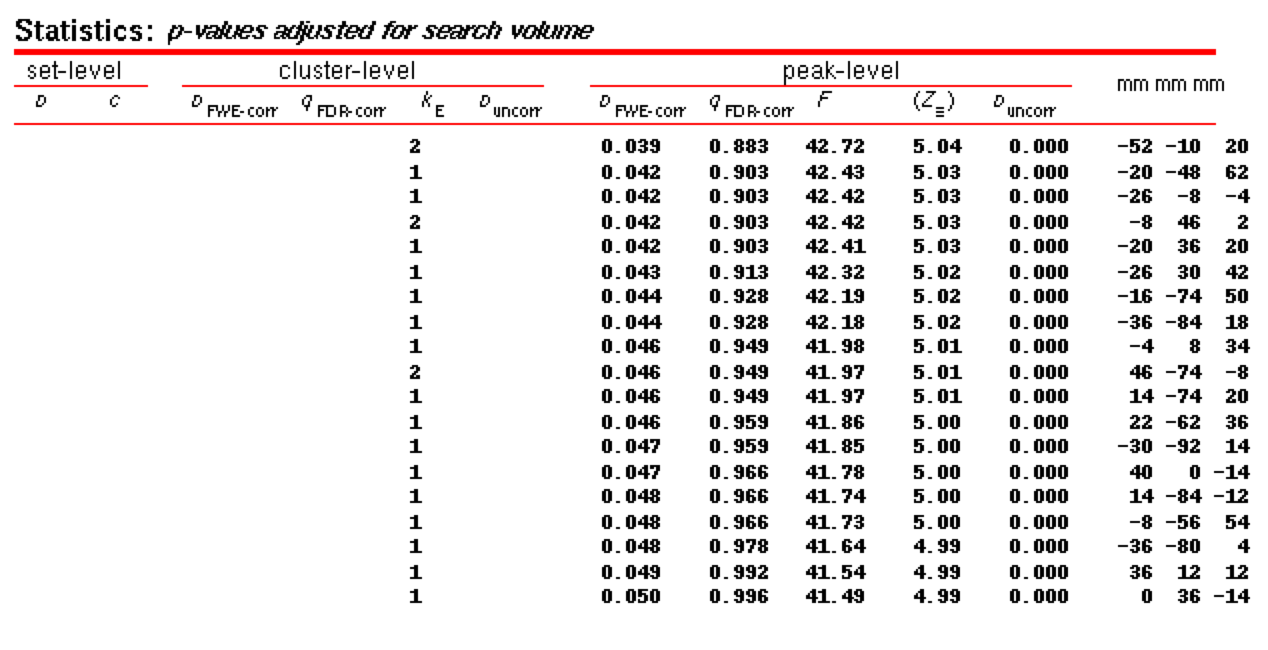 Statistics: p-values adjusted for search volume
set-level cluster-level peak-level mm mm mm
p c p FWE-corr q FDR-corr k E p uncorr p FWE-corr q FDR-corr F (Z ≡) p uncorr
2 0.039 0.883 42.72 5.04 0.000 -52 -10 20
1 0.042 0.903 42.43 5.03 0.000 -20 -48 62
1 0.042 0.903 42.42 5.03 0.000 -26 -8 -4
2 0.042 0.903 42.42 5.03 0.000 -8 46 2
1 0.042 0.903 42.41 5.03 0.000 -20 36 20
1 0.043 0.913 42.32 5.02 0.000 -26 30 42
1 0.044 0.928 42.19 5.02 0.000 -16 -74 50
1 0.044 0.928 42.18 5.02 0.000 -36 -84 18
1 0.046 0.949 41.98 5.01 0.000 -4 8 34
2 0.046 0.949 41.97 5.01 0.000 46 -74 -8
1 0.046 0.949 41.97 5.01 0.000 14 -74 20
1 0.046 0.959 41.86 5.00 0.000 22 -62 36
1 0.047 0.959 41.85 5.00 0.000 -30 -92 14
1 0.047 0.966 41.78 5.00 0.000 40 0 -14
1 0.048 0.966 41.74 5.00 0.000 14 -84 -12
1 0.048 0.966 41.73 5.00 0.000 -8 -56 54
1 0.048 0.978 41.64 4.99 0.000 -36 -80 4
1 0.049 0.992 41.54 4.99 0.000 36 12 12
1 0.050 0.996 41.49 4.99 0.000 0 36 -14